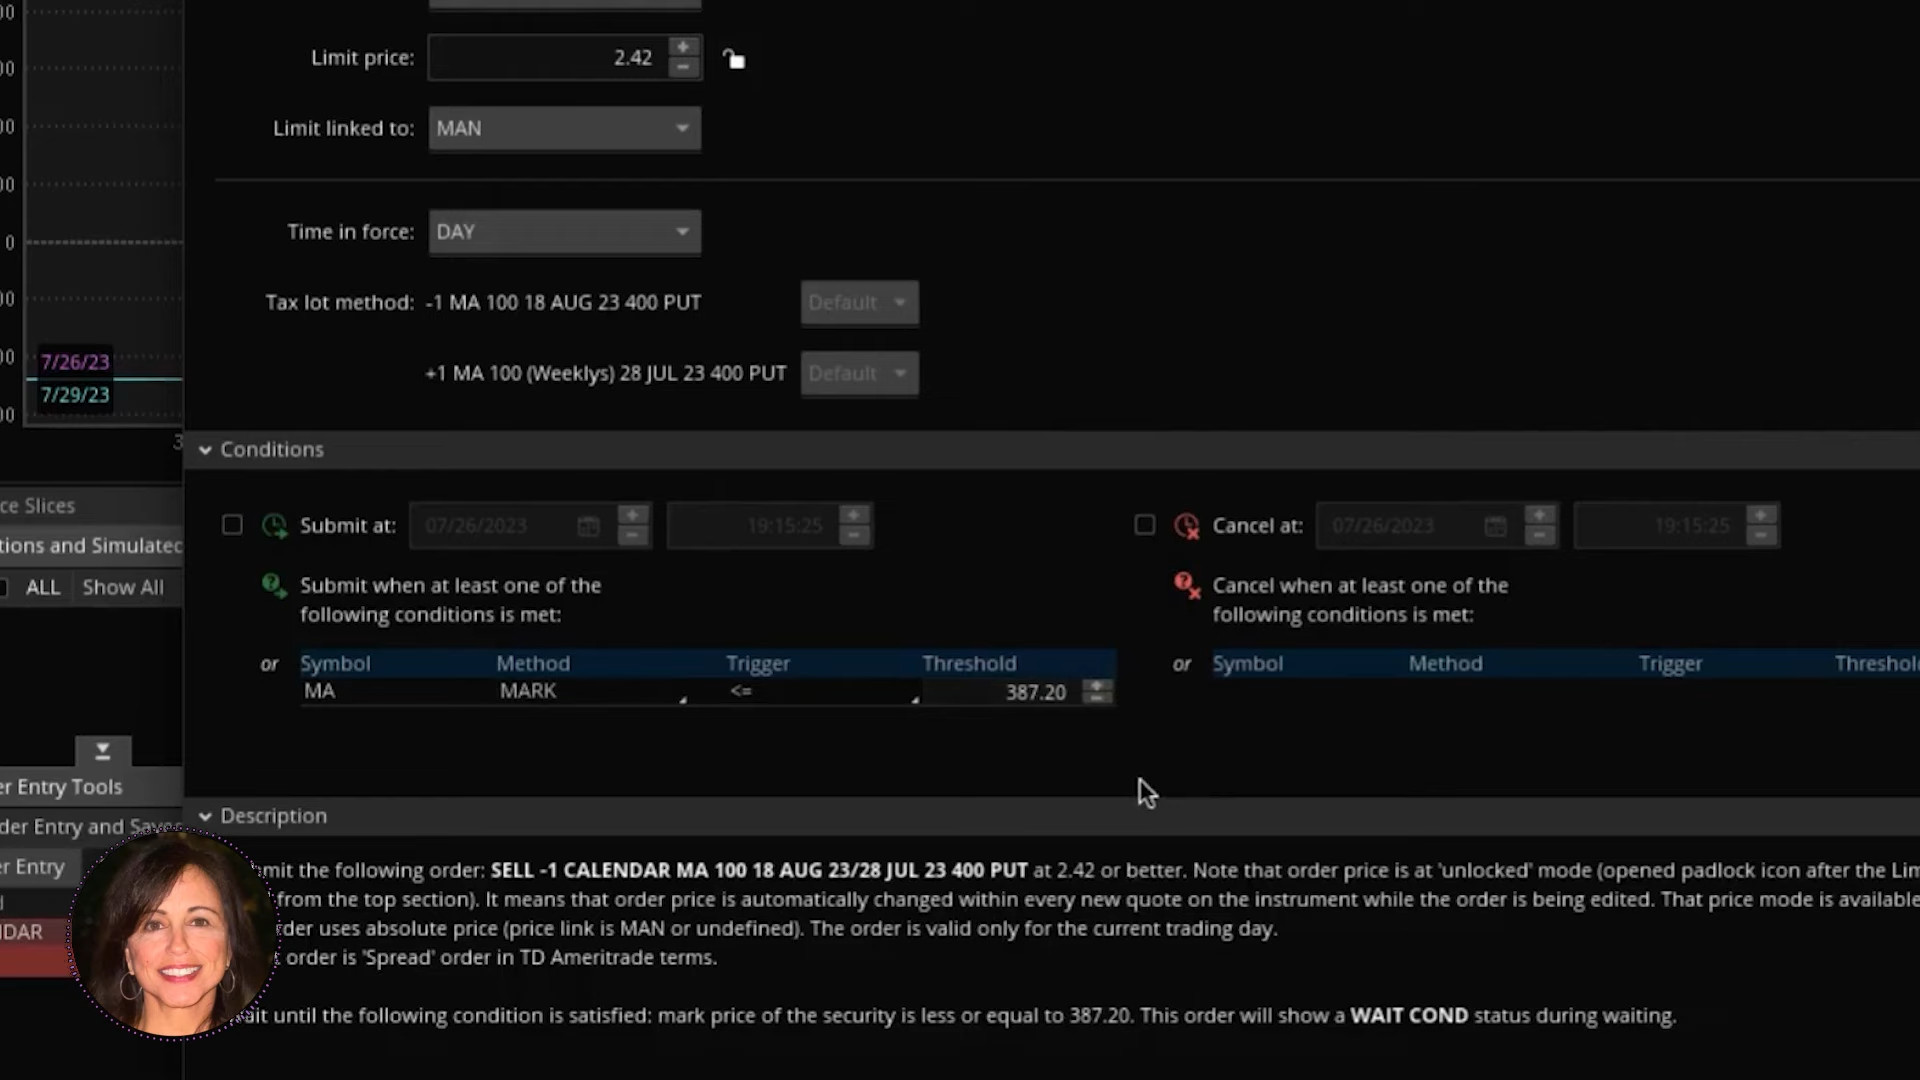 Limit price: 2.42
Limit linked to: MAN
Time in force: DAY
Tax lot method: -1 MA 100 18 AUG 23 400 PUT Default
+1 MA 100 (Weeklys) 28 JUL 23 400 PUT Default
0
7/26/23
7/29/23
3
Conditions
Submit at: 07/26/2023 19:15:25
Cancel at: 07/26/2023 19:15:25
Submit when at least one of the
following conditions is met:
Cancel when at least one of the
following conditions is met:
or Symbol Method Trigger Threshold
MA MARK <= 387.20
or Symbol Method Trigger Threshol
ce Slices
tions and Simulated
ALL Show All
er Entry Tools
der Entry and Save
er Entry
DAR
Description
mit the following order: SELL -1 CALENDAR MA 100 18 AUG 23/28 JUL 23 400 PUT at 2.42 or better. Note that order price is at 'unlocked' mode (opened padlock icon after the Lim
from the top section). It means that order price is automatically changed within every new quote on the instrument while the order is being edited. That price mode is available
der uses absolute price (price link is MAN or undefined). The order is valid only for the current trading day.
order is 'Spread' order in TD Ameritrade terms.
ait until the following condition is satisfied: mark price of the security is less or equal to 387.20. This order will show a WAIT COND status during waiting.